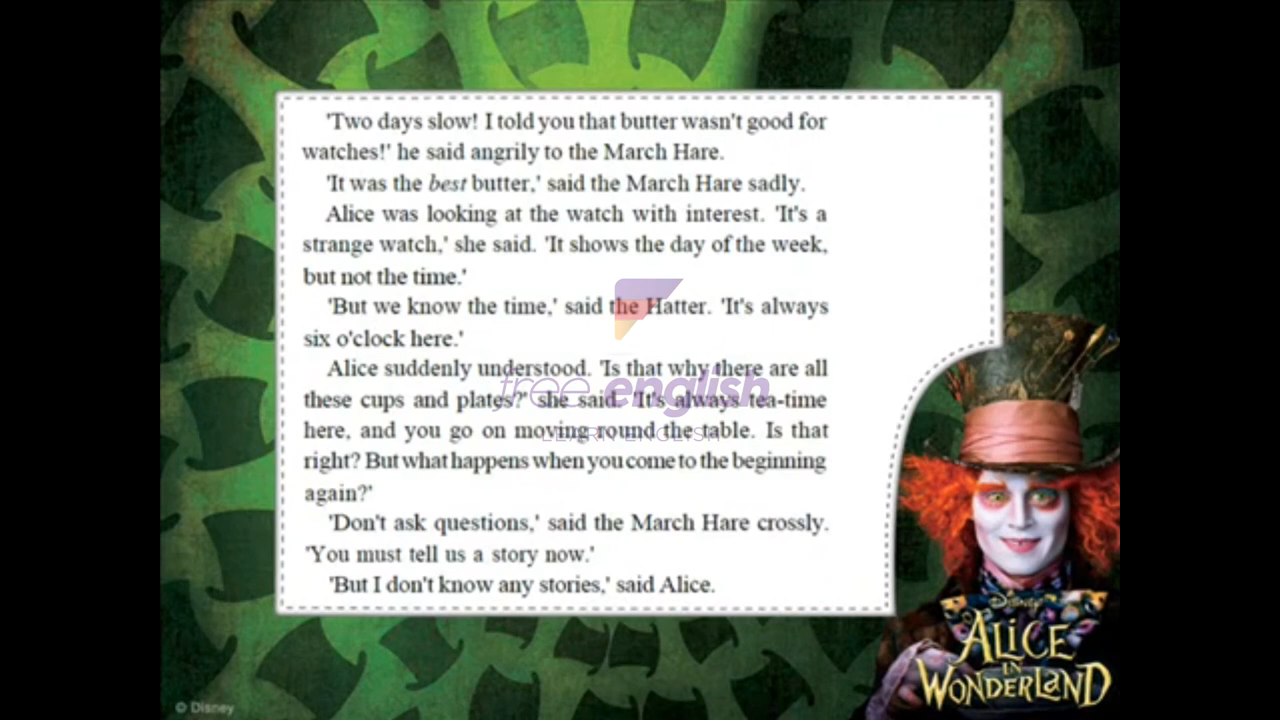 'Two days slow! I told you that butter wasn't good for
watches!' he said angrily to the March Hare.
'It was the best butter,' said the March Hare sadly.
Alice was looking at the watch with interest. 'It's a
strange watch,' she said. 'It shows the day of the week,
but not the time.'
'But we know the time,' said the Hatter. 'It's always
six o'clock here.'
Alice suddenly understood. 'Is that why there are all
these cups and plates?' she said. 'It's always tea-time
here, and you go on moving round the table. Is that
right? But what happens when you come to the beginning
again?'
'Don't ask questions,' said the March Hare crossly.
'You must tell us a story now.'
'But I don't know any stories,' said Alice.
free english
LEARN ENGLISH
Disney
ALICE
IN
WONDERLAND
© Disney